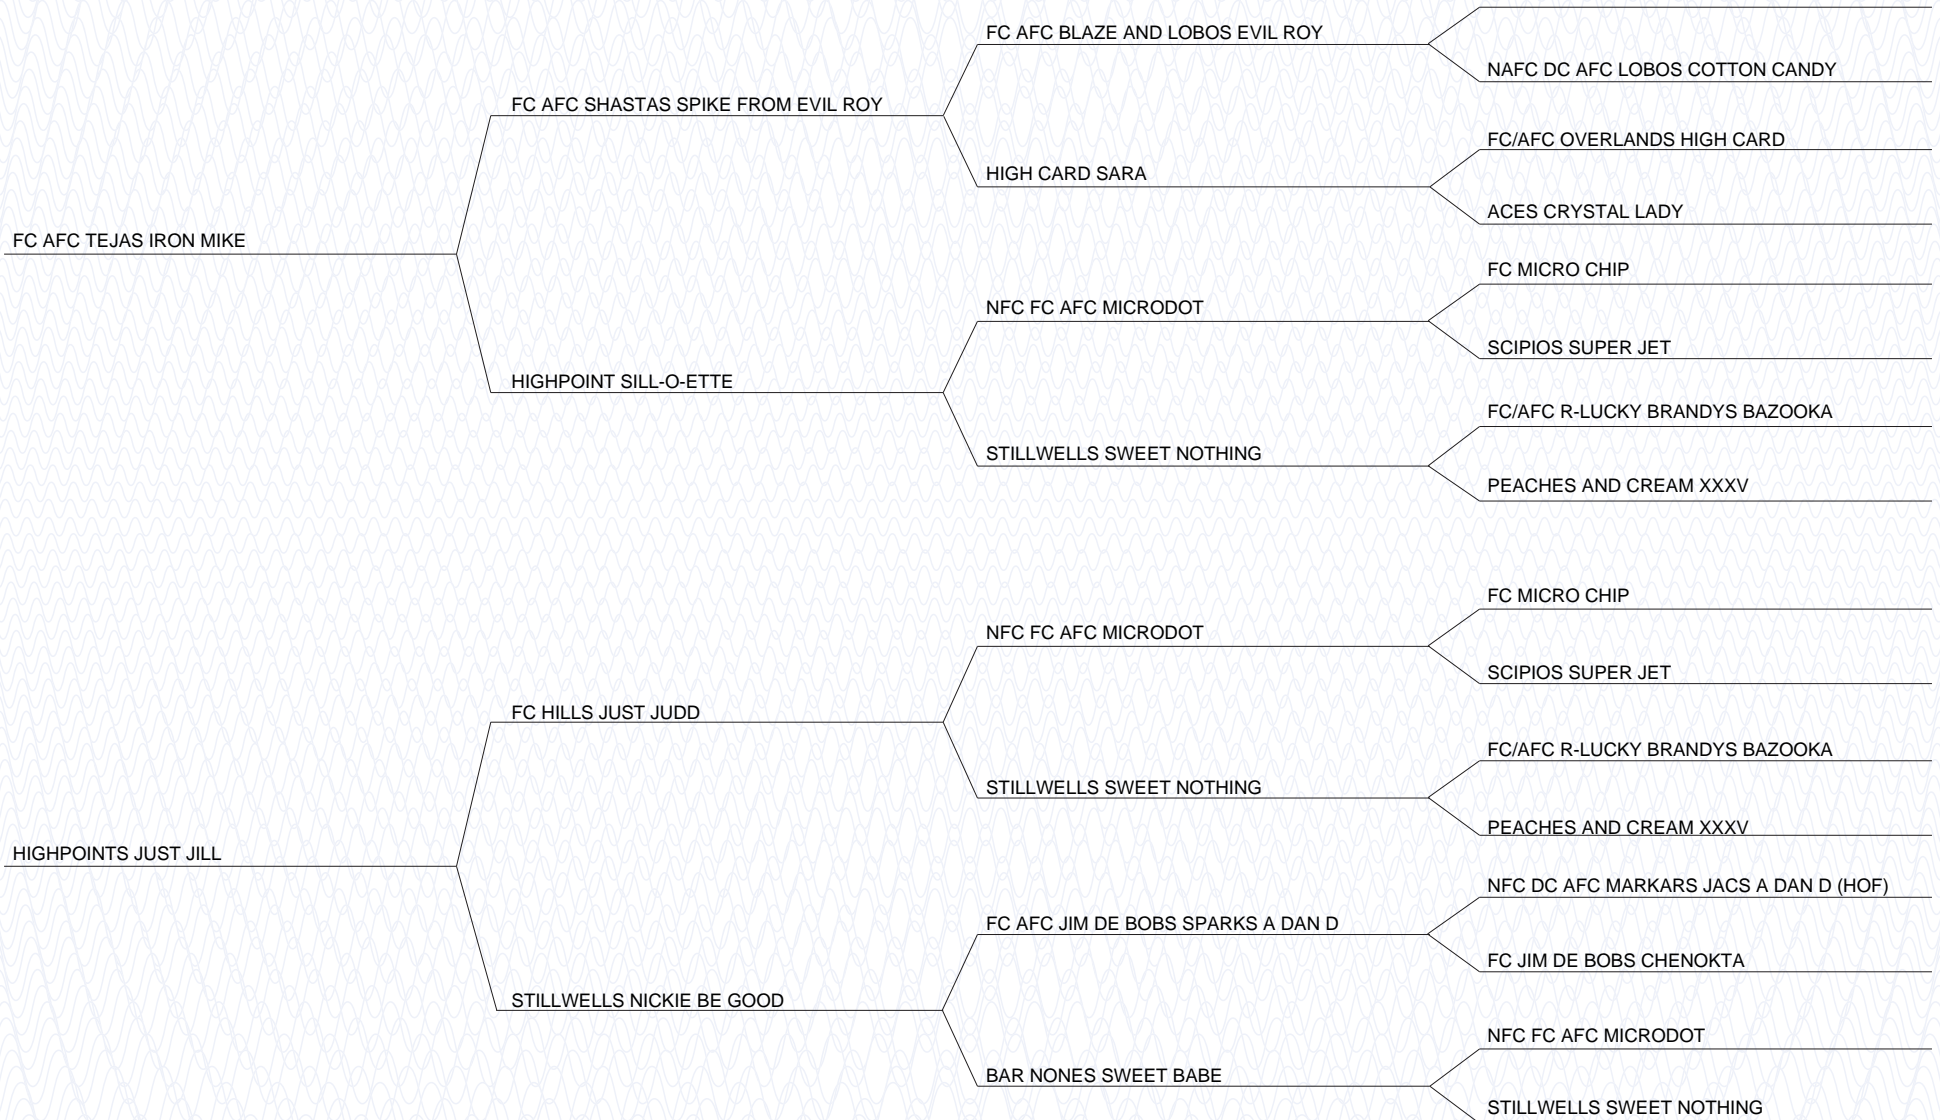 FC AFC BLAZE AND LOBOS EVIL ROY
NAFC DC AFC LOBOS COTTON CANDY
FC AFC SHASTAS SPIKE FROM EVIL ROY
FC/AFC OVERLANDS HIGH CARD
HIGH CARD SARA
ACES CRYSTAL LADY
FC AFC TEJAS IRON MIKE
FC MICRO CHIP
NFC FC AFC MICRODOT
SCIPIOS SUPER JET
HIGHPOINT SILL-O-ETTE
FC/AFC R-LUCKY BRANDYS BAZOOKA
STILLWELLS SWEET NOTHING
PEACHES AND CREAM XXXV
FC MICRO CHIP
NFC FC AFC MICRODOT
SCIPIOS SUPER JET
FC HILLS JUST JUDD
FC/AFC R-LUCKY BRANDYS BAZOOKA
STILLWELLS SWEET NOTHING
PEACHES AND CREAM XXXV
HIGHPOINTS JUST JILL
NFC DC AFC MARKARS JACS A DAN D (HOF)
FC AFC JIM DE BOBS SPARKS A DAN D
FC JIM DE BOBS CHENOKTA
STILLWELLS NICKIE BE GOOD
NFC FC AFC MICRODOT
BAR NONES SWEET BABE
STILLWELLS SWEET NOTHING